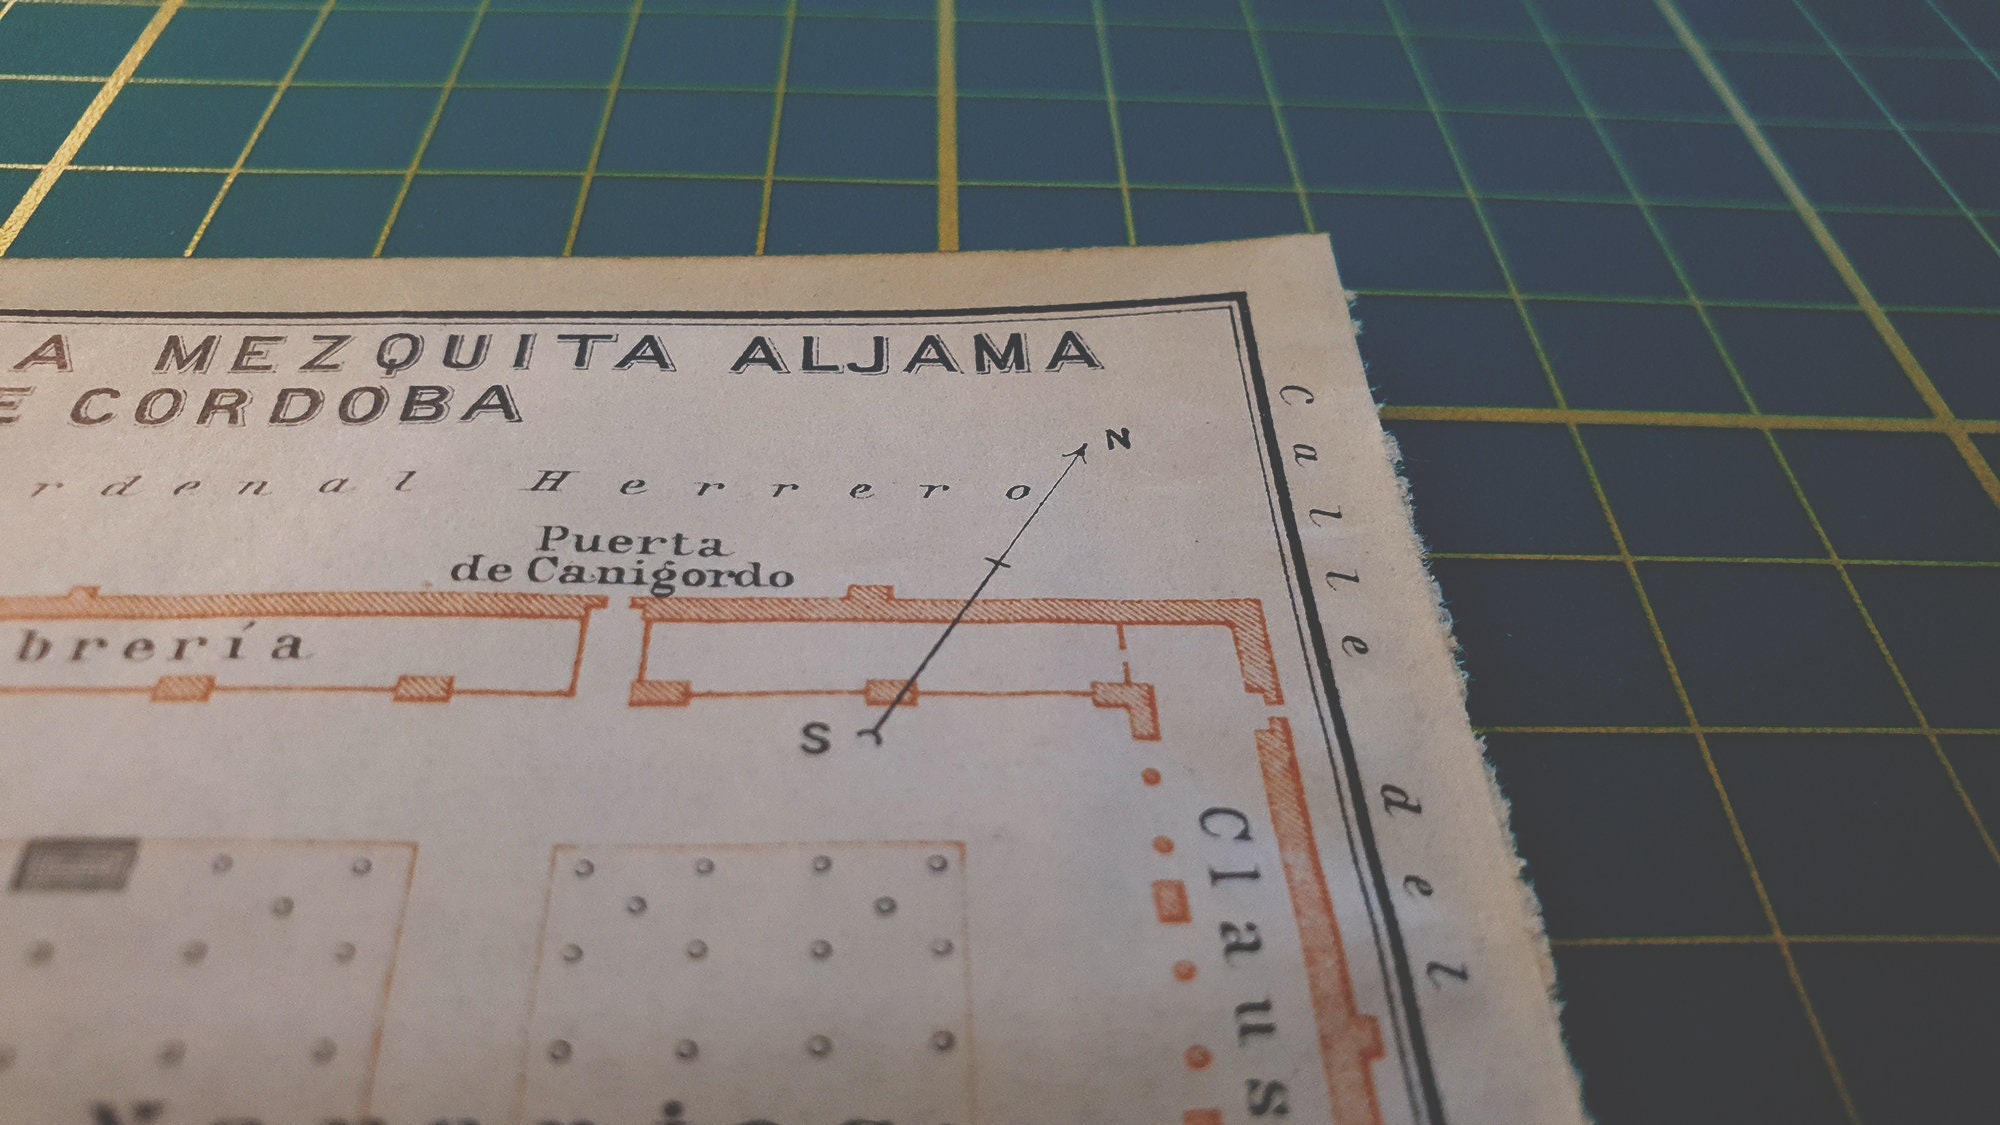 A MEZQUITA ALJAMA
E CORDOBA
rdenal Herrero
N
Puerta
de Canigordo
brería
S
Calle del
Claus